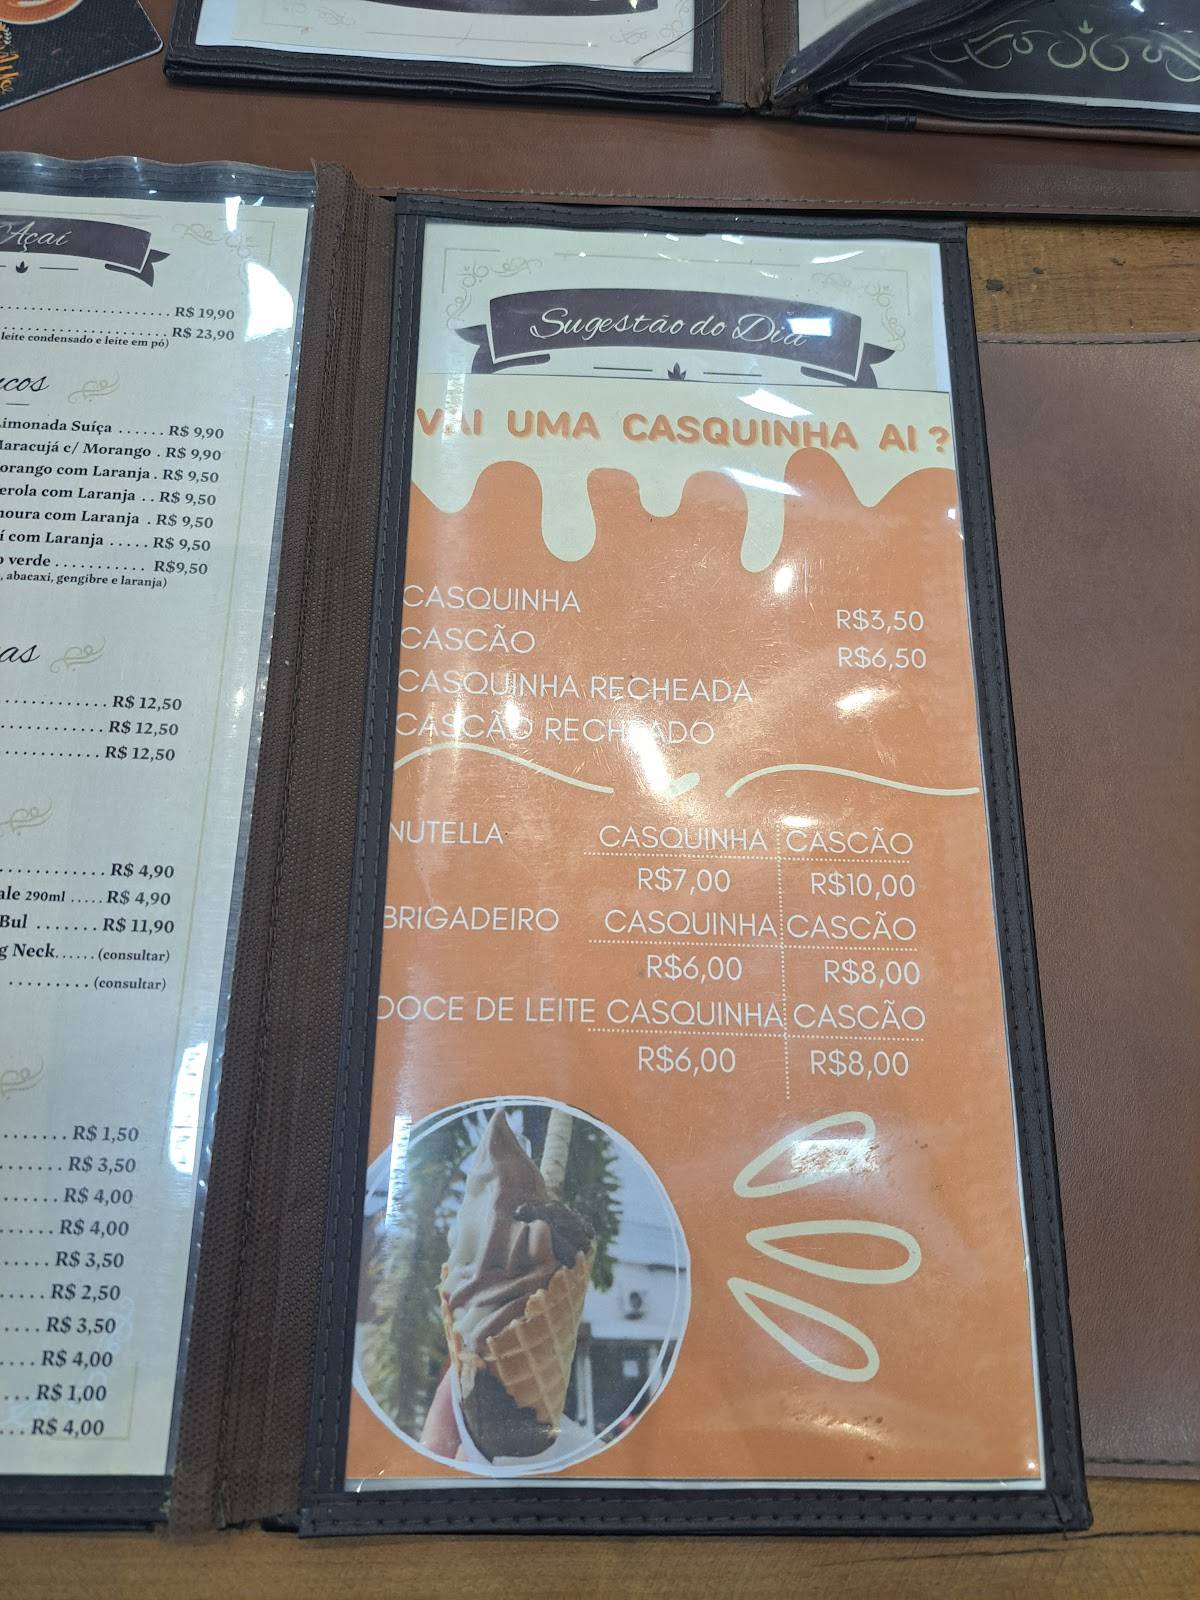 Açaí
R$ 19,90
R$ 23,90
leite condensado e leite em pó)
Limonada Suíça ...... R$ 9,90
Maracujá c/ Morango . R$ 9,90
orango com Laranja . R$ 9,50
erola com Laranja .. R$ 9,50
noura com Laranja . R$ 9,50
í com Laranja ..... R$ 9,50
verde ........... R$9,50
, abacaxi, gengibre e laranja)
as
R$ 12,50
R$ 12,50
R$ 12,50
R$ 4,90
ale 290ml ..... R$ 4,90
Bul ....... R$ 11,90
g Neck...... (consultar)
(consultar)
R$ 1,50
R$ 3,50
R$ 4,00
R$ 4,00
R$ 3,50
R$ 2,50
R$ 3,50
R$ 4,00
R$ 1,00
R$ 4,00
Sugestão do Dia
VAI UMA CASQUINHA AI ?
CASQUINHA R$3,50
CASCÃO R$6,50
CASQUINHA RECHEADA
CASCÃO RECHEADO
NUTELLA CASQUINHA CASCÃO
R$7,00 R$10,00
BRIGADEIRO CASQUINHA CASCÃO
R$6,00 R$8,00
DOCE DE LEITE CASQUINHA CASCÃO
R$6,00 R$8,00